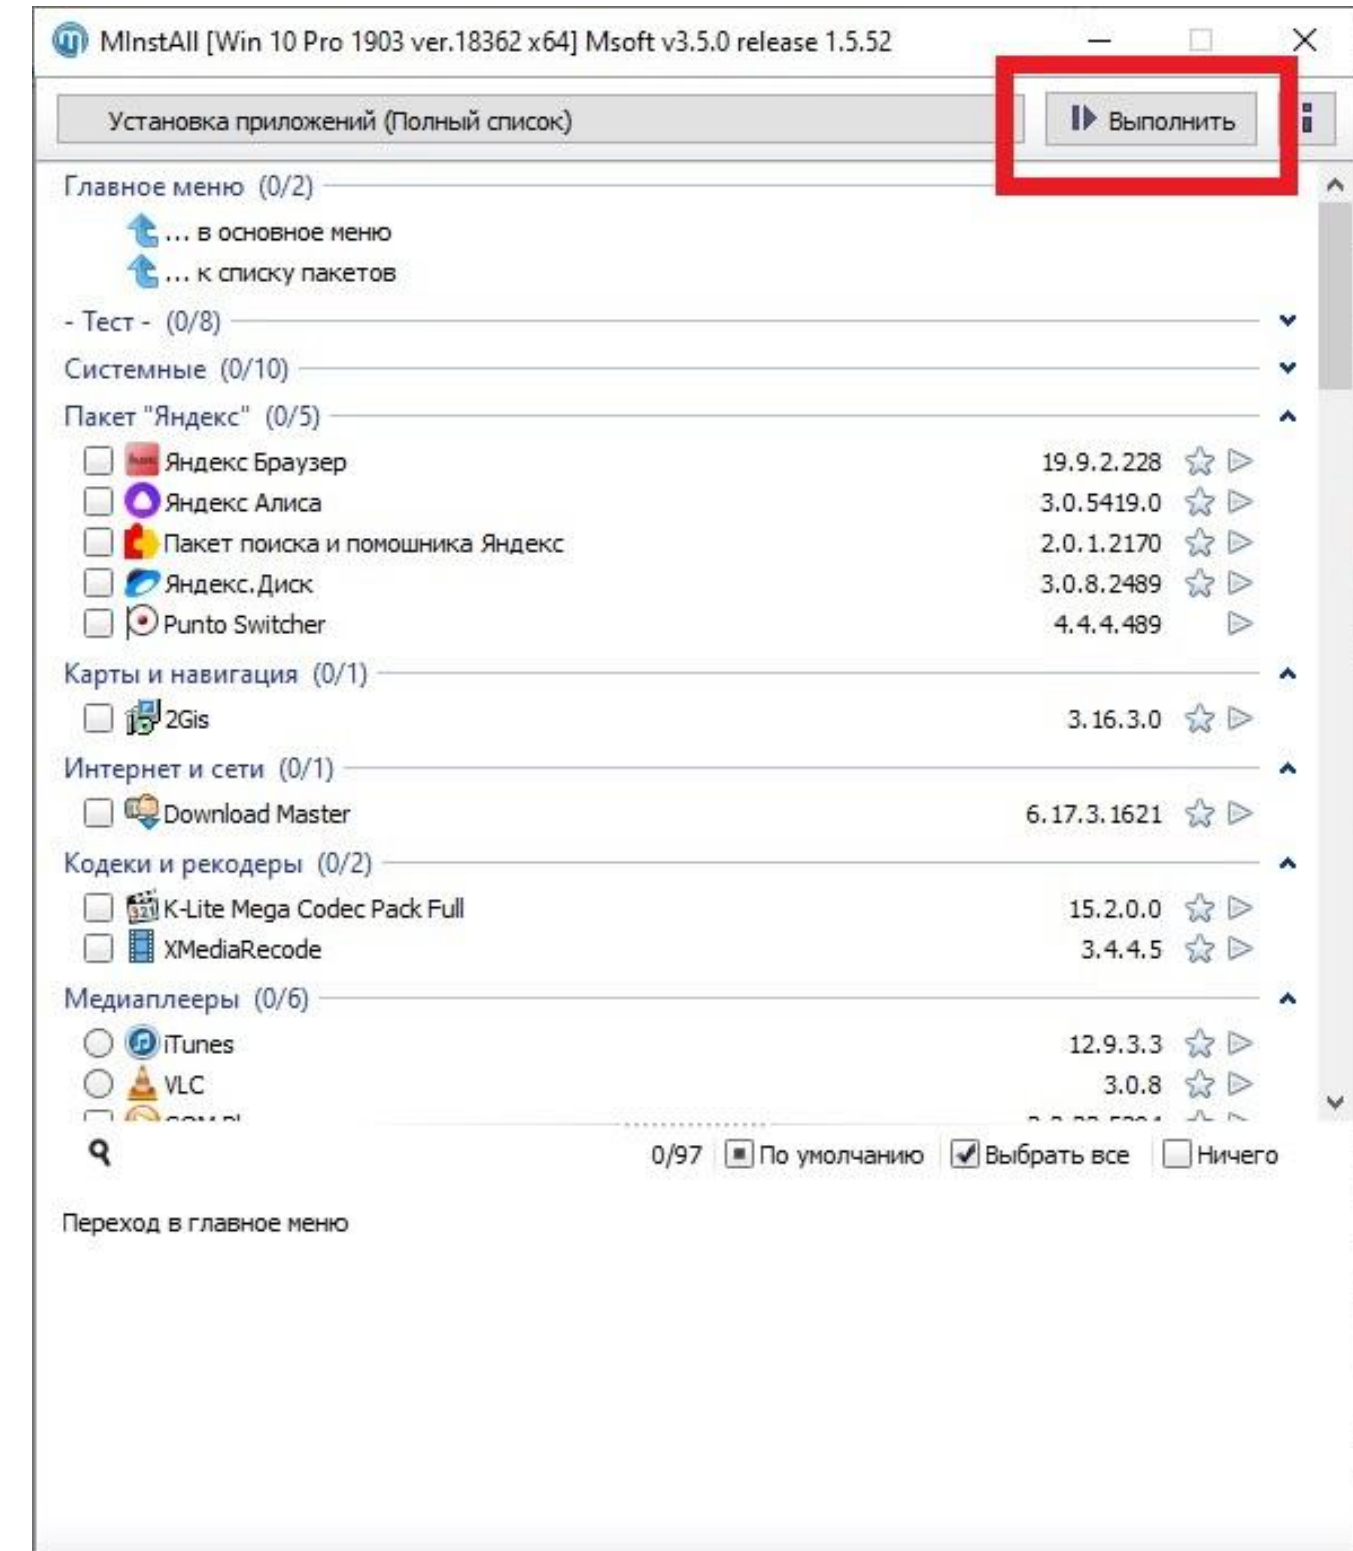 MInstAll [Win 10 Pro 1903 ver.18362 x64] Msoft v3.5.0 release 1.5.52
Установка приложений (Полный список) Выполнить
Главное меню (0/2)
... в основное меню
... к списку пакетов
- Тест - (0/8)
Системные (0/10)
Пакет "Яндекс" (0/5)
Яндекс Браузер 19.9.2.228
Яндекс Алиса 3.0.5419.0
Пакет поиска и помошника Яндекс 2.0.1.2170
Яндекс.Диск 3.0.8.2489
Punto Switcher 4.4.4.489
Карты и навигация (0/1)
2Gis 3.16.3.0
Интернет и сети (0/1)
Download Master 6.17.3.1621
Кодеки и рекодеры (0/2)
K-Lite Mega Codec Pack Full 15.2.0.0
XMediaRecode 3.4.4.5
Медиаплееры (0/6)
iTunes 12.9.3.3
VLC 3.0.8
0/97 По умолчанию Выбрать все Ничего
Переход в главное меню